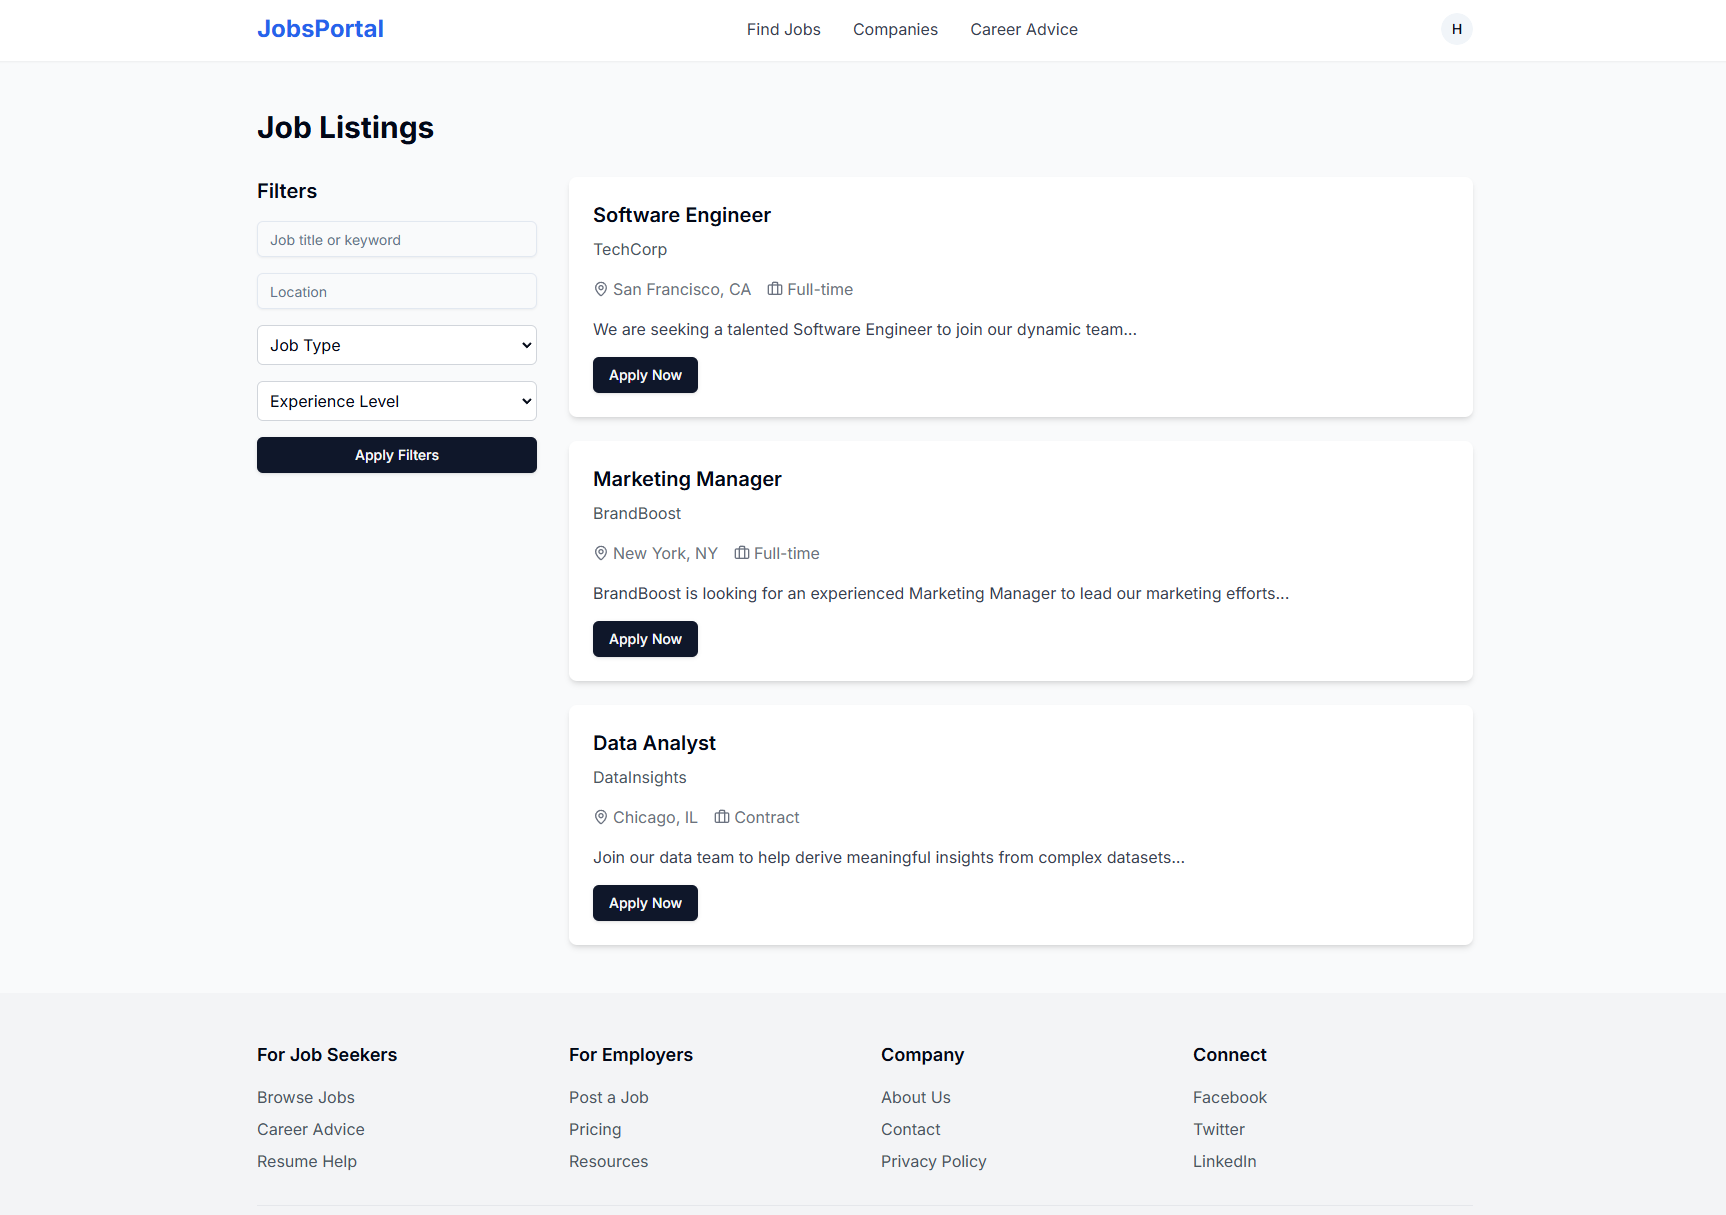 JobsPortal
Find Jobs Companies Career Advice
H
Job Listings
Filters
Job title or keyword
Location
Job Type
Experience Level
Apply Filters
Software Engineer
TechCorp
San Francisco, CA Full-time
We are seeking a talented Software Engineer to join our dynamic team...
Apply Now
Marketing Manager
BrandBoost
New York, NY Full-time
BrandBoost is looking for an experienced Marketing Manager to lead our marketing efforts...
Apply Now
Data Analyst
DataInsights
Chicago, IL Contract
Join our data team to help derive meaningful insights from complex datasets...
Apply Now
For Job Seekers
Browse Jobs
Career Advice
Resume Help
For Employers
Post a Job
Pricing
Resources
Company
About Us
Contact
Privacy Policy
Connect
Facebook
Twitter
LinkedIn